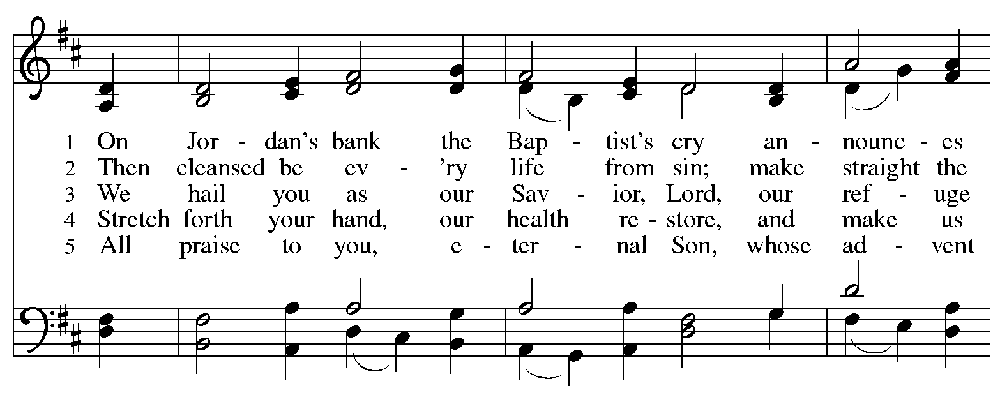 1 On Jor - dan’s bank the Bap - tist’s cry an - nounc - es
2 Then cleansed be ev - ’ry life from sin; make straight the
3 We hail you as our Sav - ior, Lord, our ref - uge
4 Stretch forth your hand, our health re - store, and make us
5 All praise to you, e - ter - nal Son, whose ad - vent